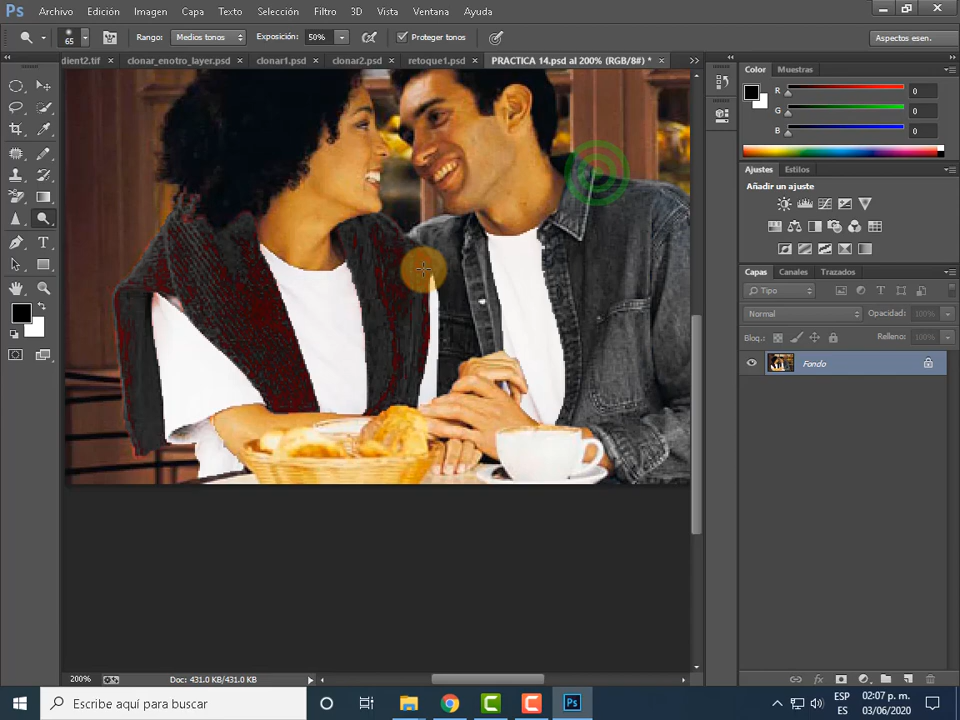 Ps Archivo Edición Imagen Capa Texto Selección Filtro 3D Vista Ventana Ayuda
65 Rango: Medios tonos Exposición: 50% Proteger tonos Aspectos esen.
dient2.tif × clonar_enotro_layer.psd × clonar1.psd × clonar2.psd × retoque1.psd × PRACTICA 14.psd al 200% (RGB/8#) * ×
Color Muestras
R 0
G 0
B 0
Ajustes Estilos
Añadir un ajuste
Capas Canales Trazados
Tipo
Normal Opacidad: 100%
Bloq.: Relleno: 100%
Fondo
200% Doc: 431.0 KB/431.0 KB
fx
Escribe aquí para buscar
Ps
ESP 02:07 p. m.
ES 03/06/2020